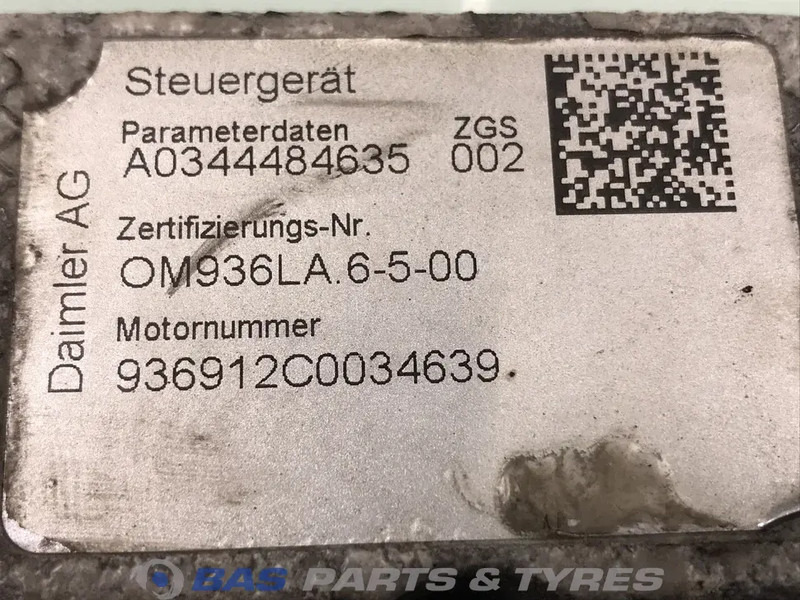 Daimler AG
Steuergerät
Parameterdaten ZGS
A0344484635 002
Zertifizierungs-Nr.
OM936LA.6-5-00
Motornummer
936912C0034639
BAS PARTS & TYRES